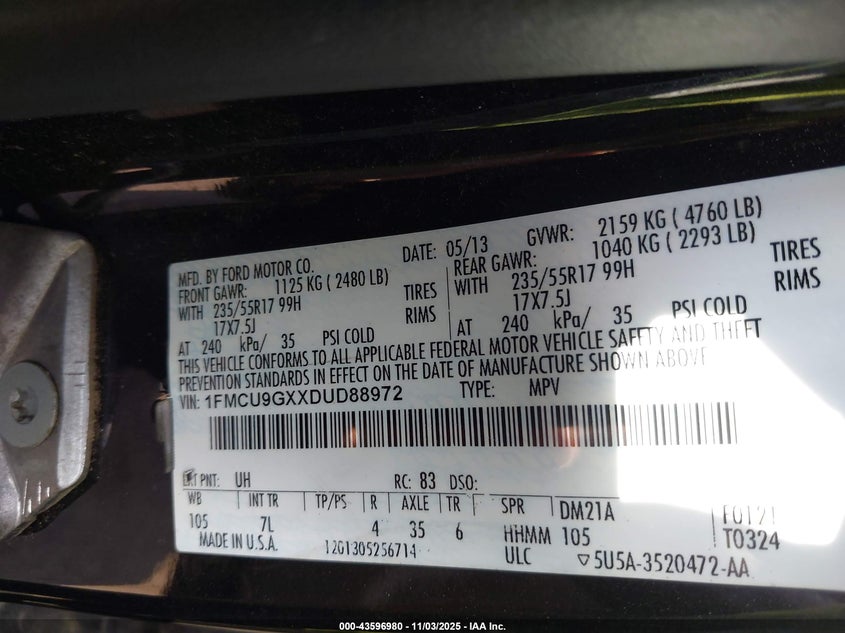 MFD. BY FORD MOTOR CO. DATE: 05/13 GVWR: 2159 KG ( 4760 LB)
FRONT GAWR: 1125 KG ( 2480 LB) REAR GAWR: 1040 KG ( 2293 LB)
WITH 235/55R17 99H TIRES WITH 235/55R17 99H TIRES
17X7.5J RIMS 17X7.5J RIMS
AT 240 kPa/ 35 PSI COLD AT 240 kPa/ 35 PSI COLD
THIS VEHICLE CONFORMS TO ALL APPLICABLE FEDERAL MOTOR VEHICLE SAFETY AND THEFT
PREVENTION STANDARDS IN EFFECT ON THE DATE OF MANUFACTURE SHOWN ABOVE
VIN: 1FMCU9GXXDUD88972 TYPE: MPV
EXT PNT: UH RC: 83 DSO:
WB INT TR TP/PS R AXLE TR SPR DM21A F0121
105 7L 4 35 6 HHMM 105 T0324
MADE IN U.S.A. 12G1305256714 ULC 5U5A-3520472-AA
000-43596980 - 11/03/2025 - IAA Inc.